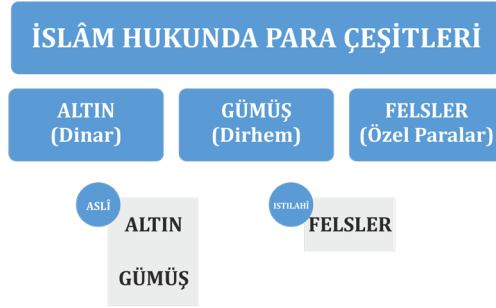 İSLÂM HUKUNDA PARA ÇEŞİTLERİ
ALTIN
(Dinar)
GÜMÜŞ
(Dirhem)
FELSLER
(Özel Paralar)
ASLÎ
ALTIN
GÜMÜŞ
ISTILAHÎ
FELSLER